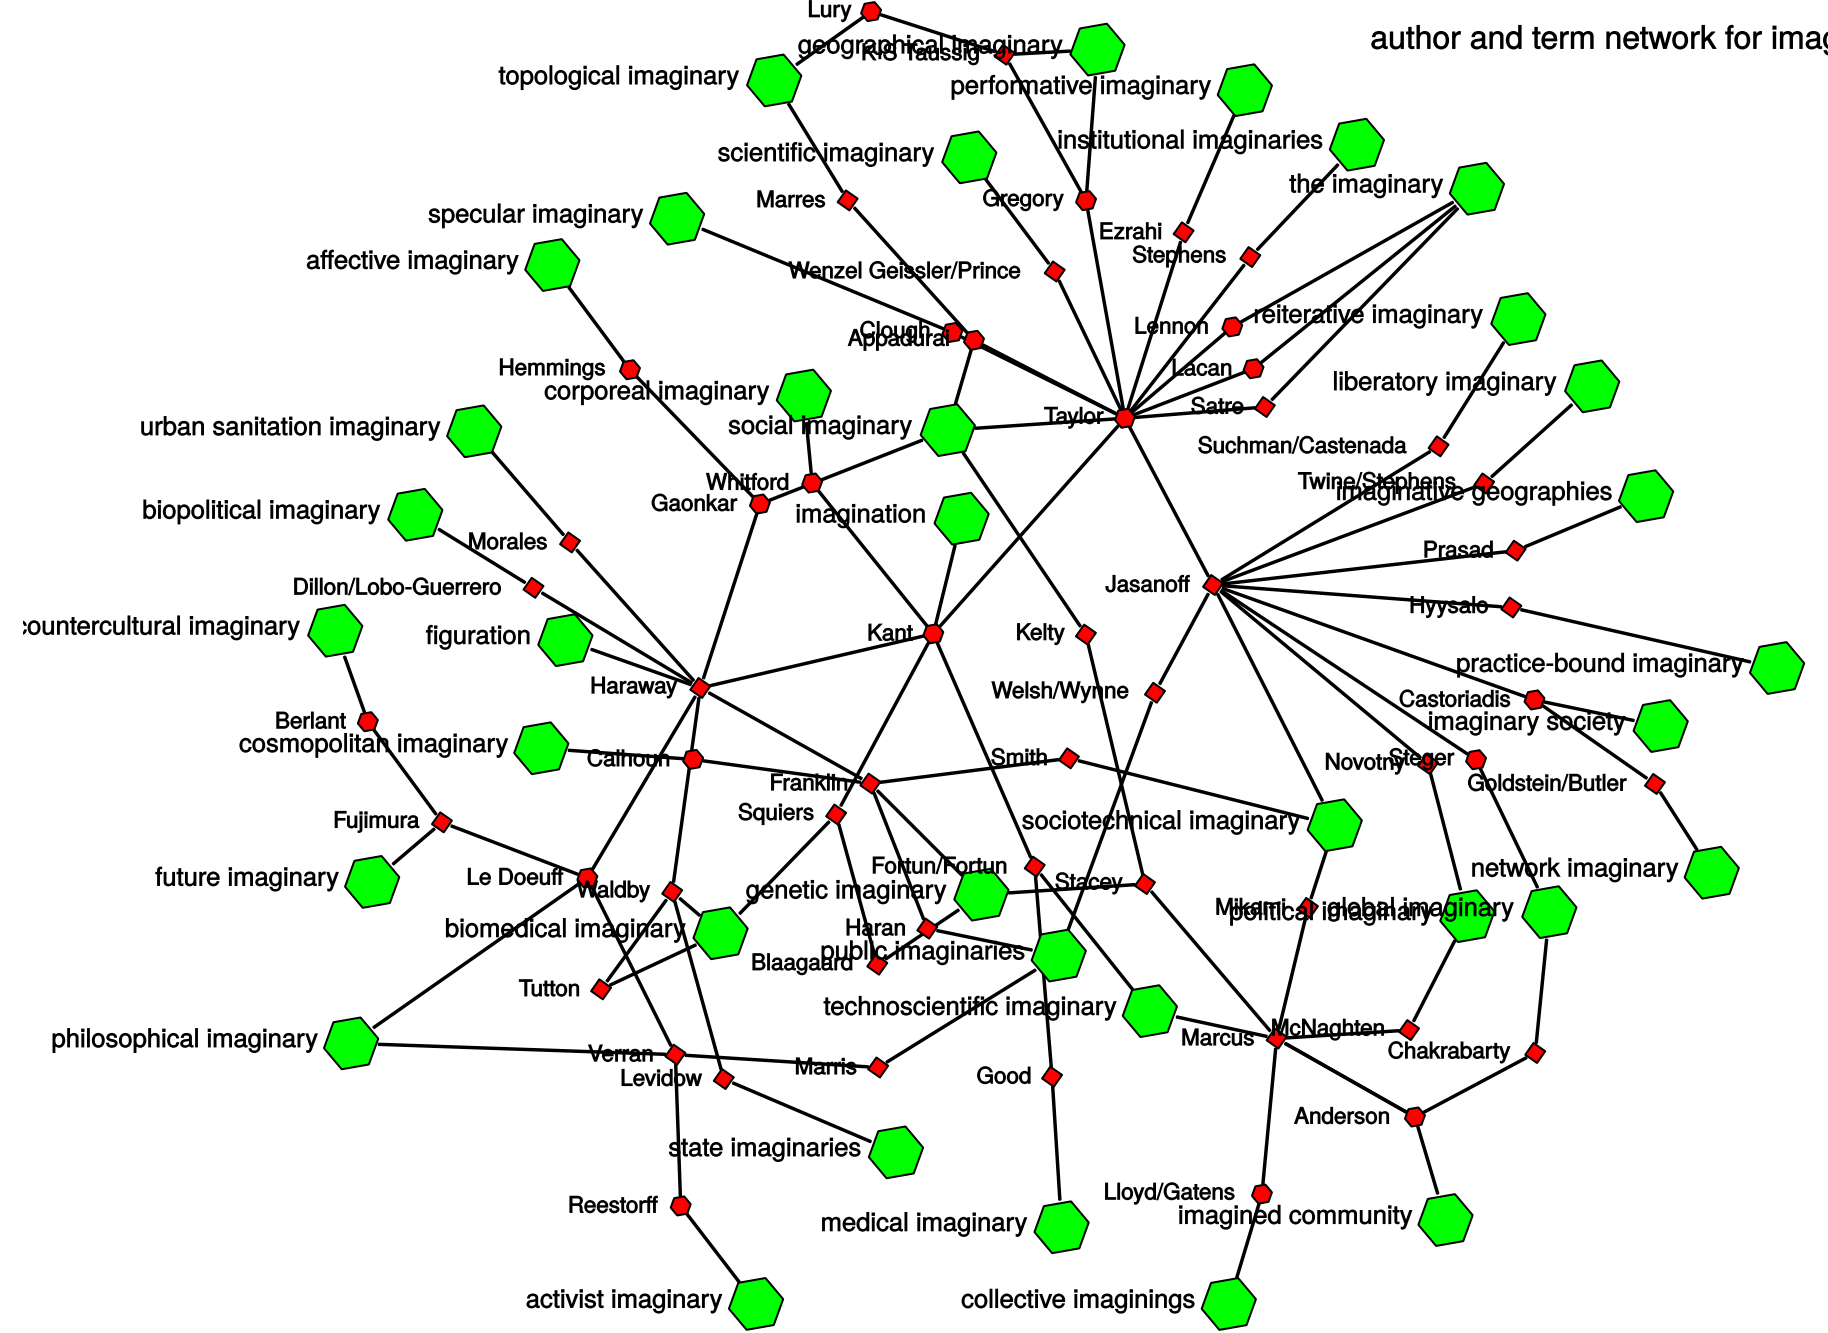 Lury
author and term network for imag
geographical imaginary
K-S Taussig
topological imaginary
performative imaginary
institutional imaginaries
scientific imaginary
the imaginary
Marres
Gregory
specular imaginary
Ezrahi
Stephens
affective imaginary
Wenzel Geissler/Prince
reiterative imaginary
Lennon
Clough
Appadurai
Hemmings
Lacan
liberatory imaginary
corporeal imaginary
Satre
Taylor
social imaginary
urban sanitation imaginary
Suchman/Castenada
Whitford
Twine/Stephens
imaginative geographies
Gaonkar
biopolitical imaginary
imagination
Morales
Prasad
Dillon/Lobo-Guerrero
Jasanoff
Hyysalo
countercultural imaginary
figuration
Kant
Kelty
practice-bound imaginary
Haraway
Welsh/Wynne
Castoriadis
Berlant
imaginary society
cosmopolitan imaginary
Calhoun
Smith
Novotny
Steger
Franklin
Goldstein/Butler
Squiers
Fujimura
sociotechnical imaginary
Fortun/Fortun
network imaginary
future imaginary
Le Doeuff
Waldby
genetic imaginary
Stacey
Mikami
political imaginary
global imaginary
biomedical imaginary
Haran
public imaginaries
Blaagaard
Tutton
technoscientific imaginary
McNaghten
philosophical imaginary
Marcus
Chakrabarty
Verran
Marris
Levidow
Good
Anderson
state imaginaries
Lloyd/Gatens
Reestorff
imagined community
medical imaginary
activist imaginary
collective imaginings